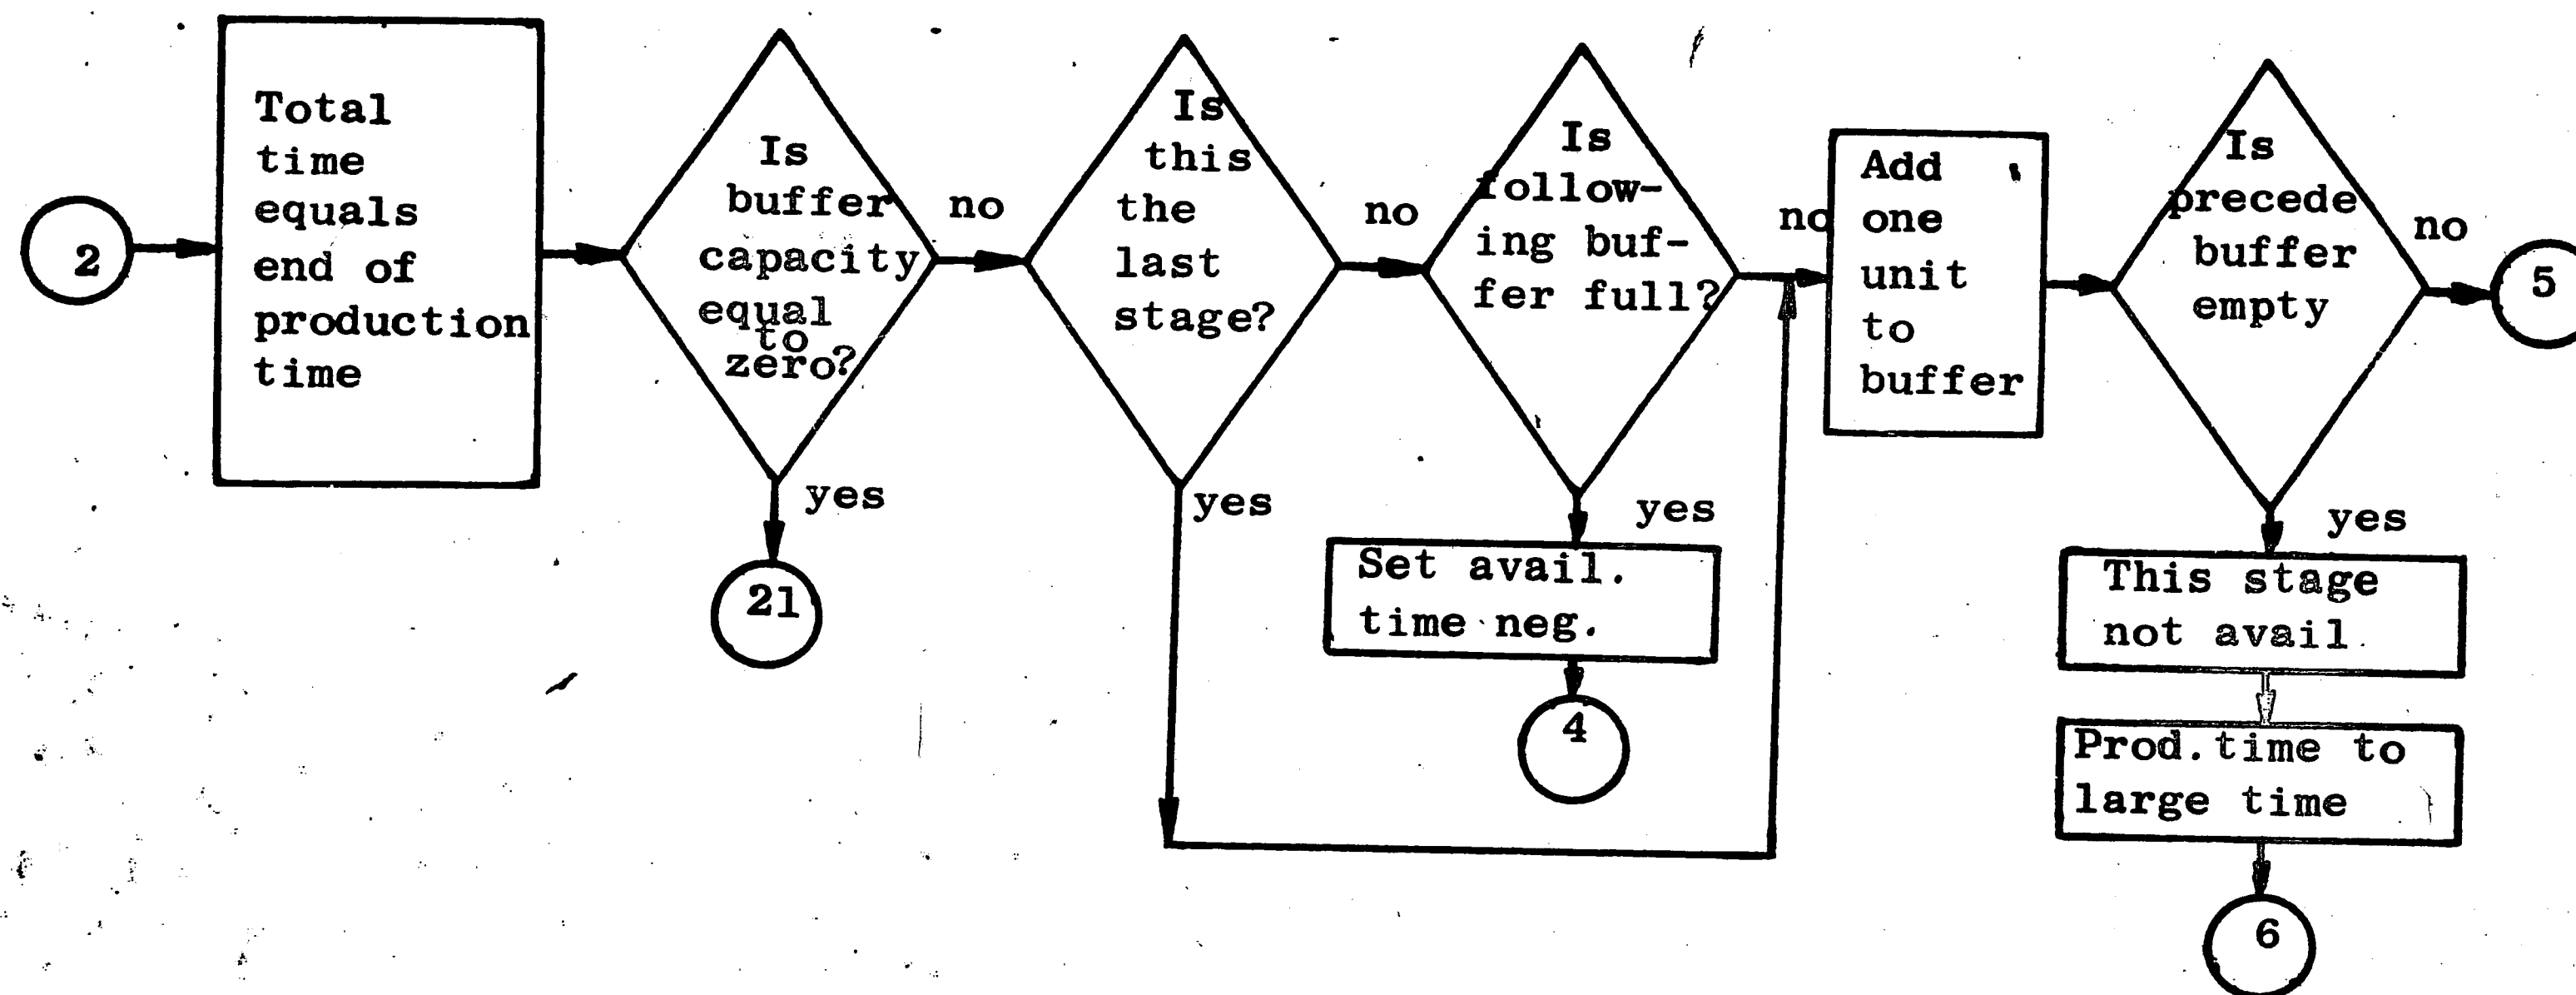 2
Total
time
equals
end of
production
time
Is
buffer
capacity
equal
to
zero?
no
yes
21
Is
this
the
last
stage?
no
yes
Is
follow-
ing buf-
fer full?
no
yes
Set avail.
time neg.
4
Add
one
unit
to
buffer
Is
precede
buffer
empty
no
5
yes
This stage
not avail.
Prod.time to
large time
6